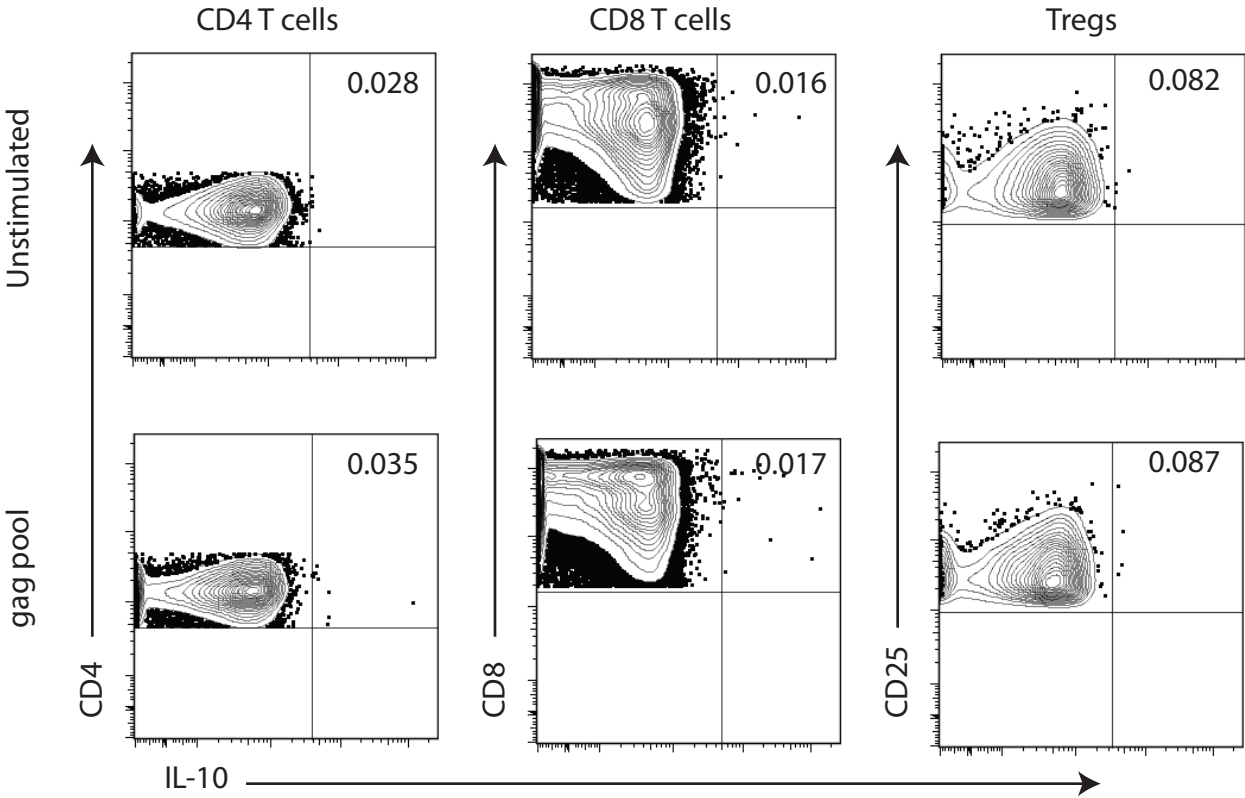 CD4 T cells
CD8 T cells
Tregs
Unstimulated
0.028
0.016
0.082
gag pool
0.035
0.017
0.087
CD4
CD8
CD25
IL-10